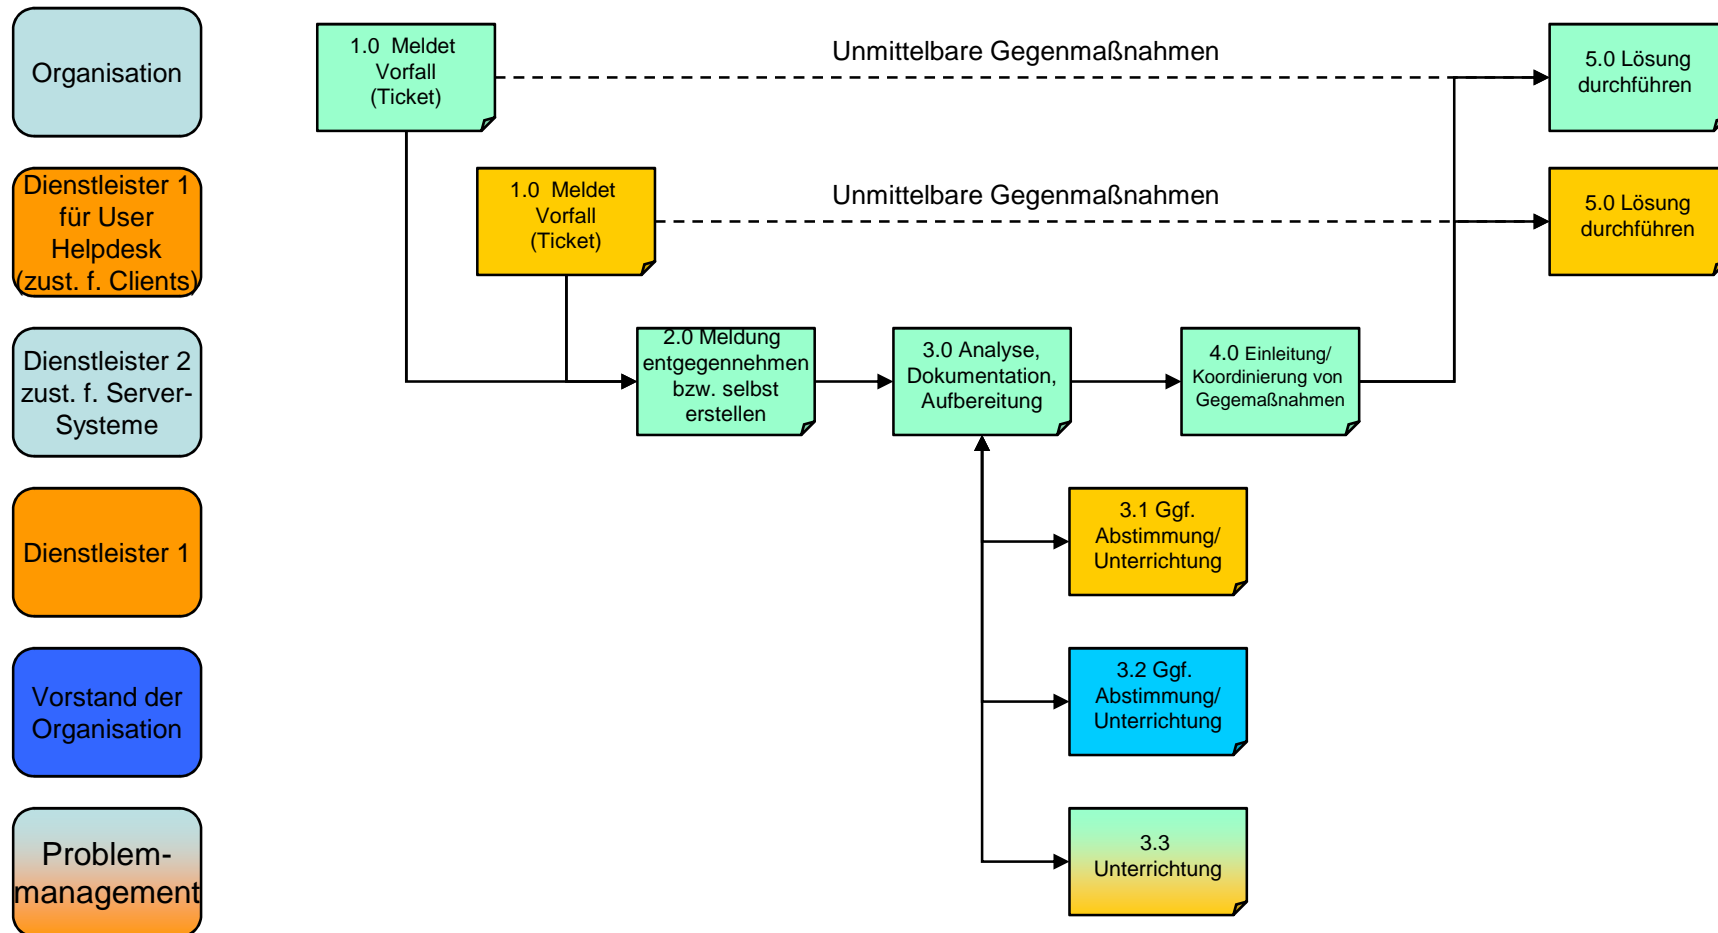 Organisation
1.0 Meldet
Vorfall
(Ticket)
Unmittelbare Gegenmaßnahmen
5.0 Lösung
durchführen
Dienstleister 1
für User
Helpdesk
(zust. f. Clients)
1.0 Meldet
Vorfall
(Ticket)
Unmittelbare Gegenmaßnahmen
5.0 Lösung
durchführen
Dienstleister 2
zust. f. Server-
Systeme
2.0 Meldung
entgegennehmen
bzw. selbst
erstellen
3.0 Analyse,
Dokumentation,
Aufbereitung
4.0 Einleitung/
Koordinierung von
Gegemaßnahmen
Dienstleister 1
3.1 Ggf.
Abstimmung/
Unterrichtung
Vorstand der
Organisation
3.2 Ggf.
Abstimmung/
Unterrichtung
Problem-
management
3.3
Unterrichtung